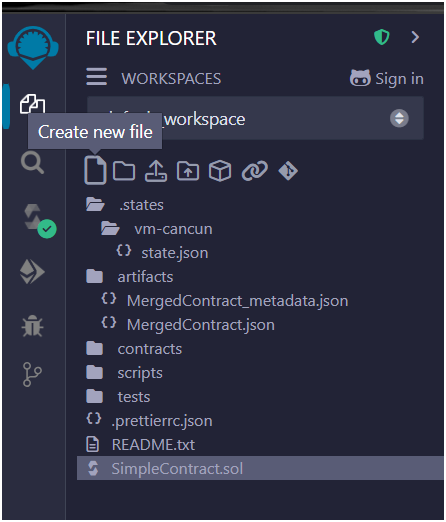 FILE EXPLORER
WORKSPACES Sign in
workspace
Create new file
.states
vm-cancun
state.json
artifacts
MergedContract_metadata.json
MergedContract.json
contracts
scripts
tests
.prettierrc.json
README.txt
SimpleContract.sol